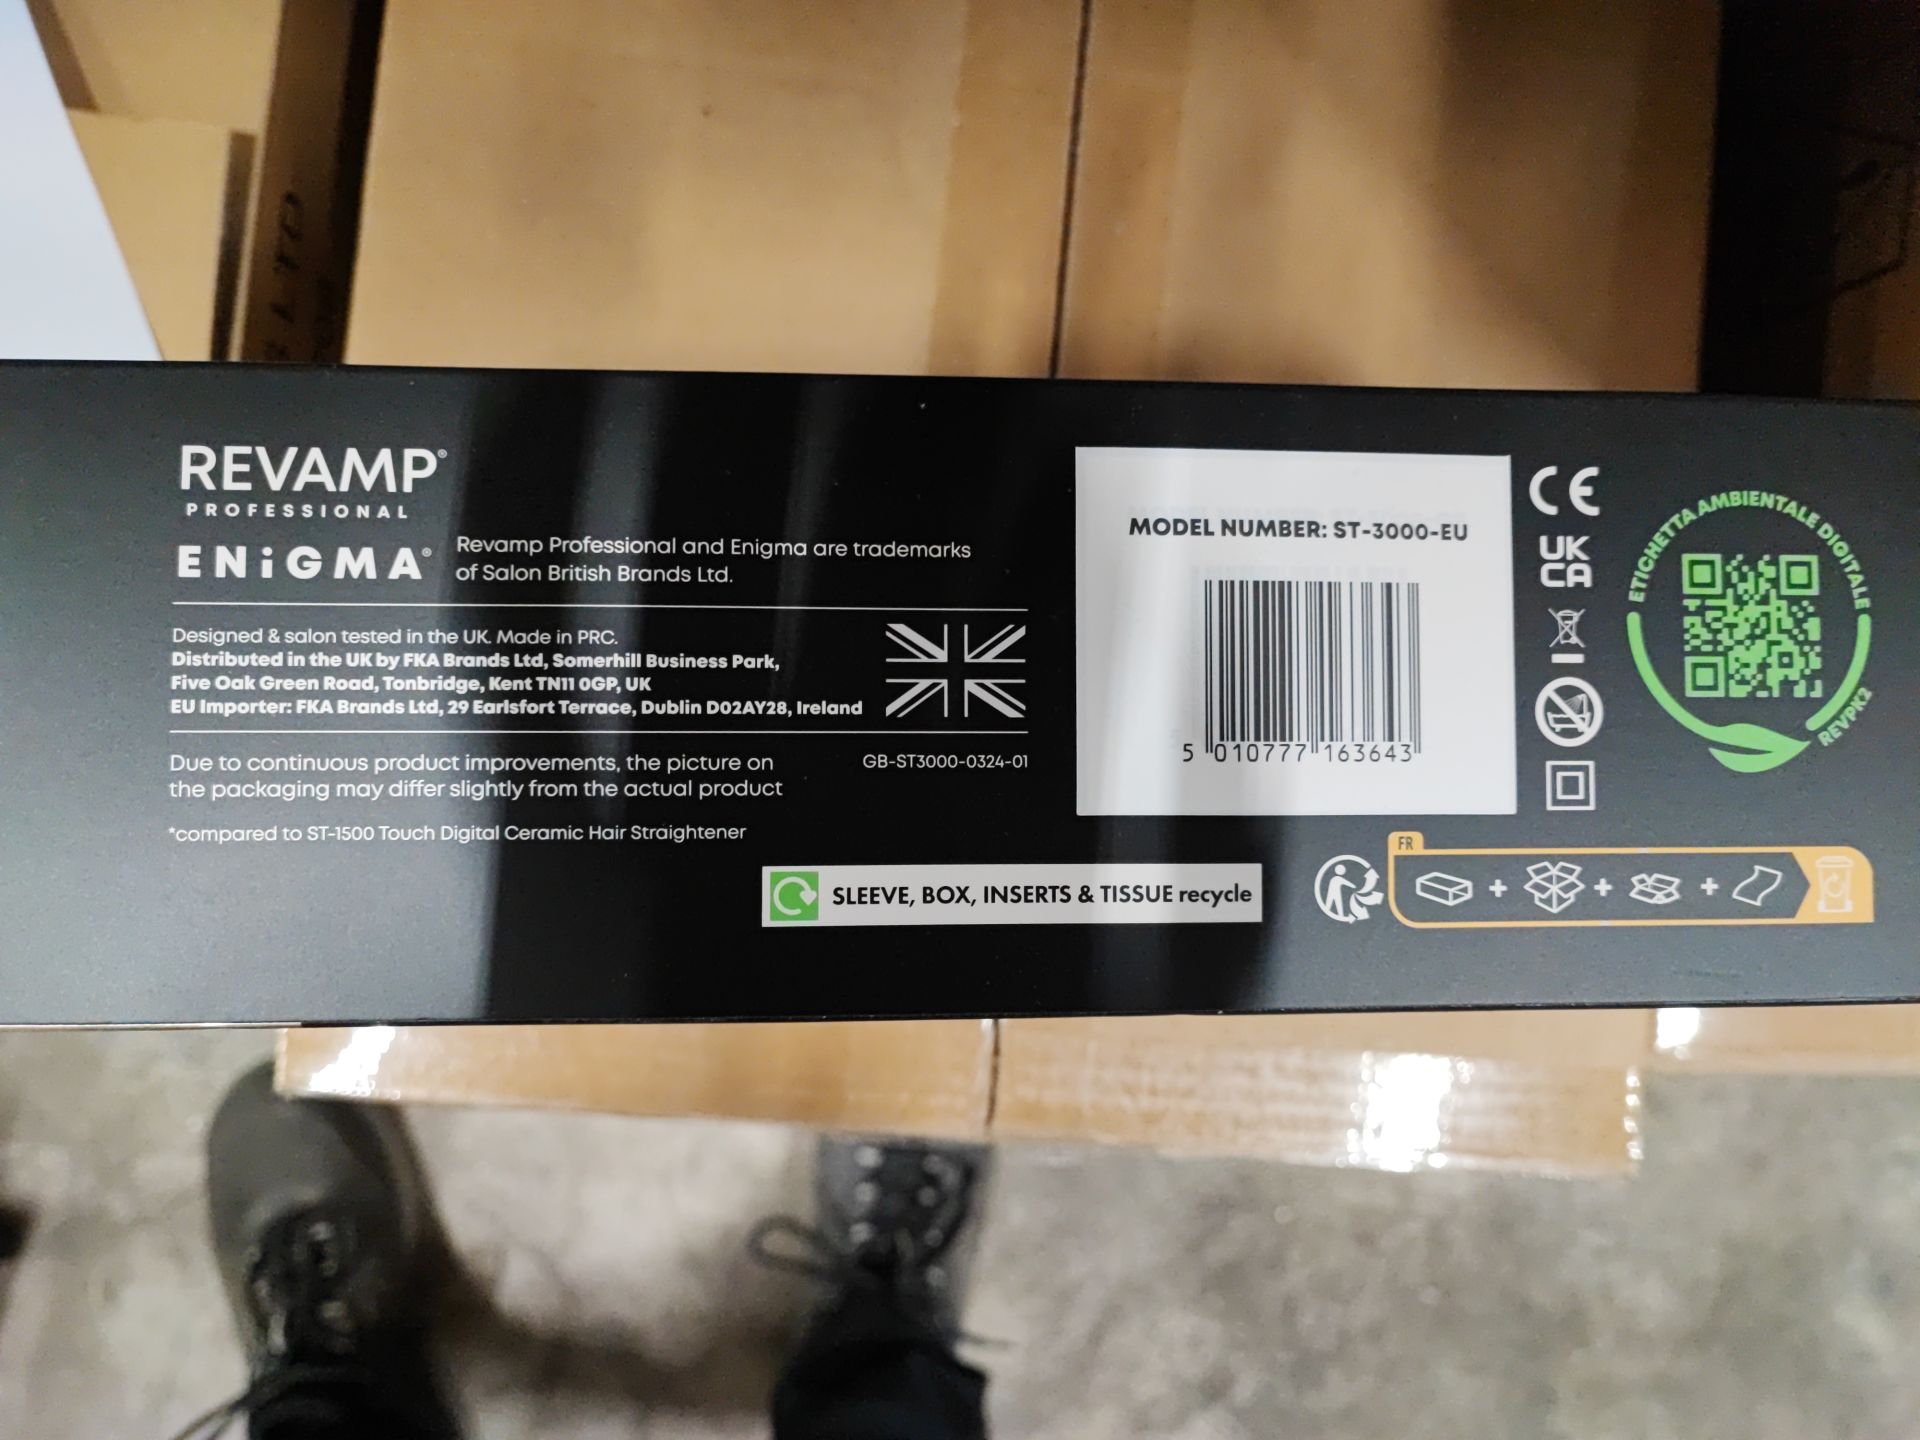 REVAMP®
PROFESSIONAL
ENiGMA®
Revamp Professional and Enigma are trademarks
of Salon British Brands Ltd.
Designed & salon tested in the UK. Made in PRC.
Distributed in the UK by FKA Brands Ltd, Somerhill Business Park,
Five Oak Green Road, Tonbridge, Kent TN11 0GP, UK
EU Importer: FKA Brands Ltd, 29 Earlsfort Terrace, Dublin D02AY28, Ireland
Due to continuous product improvements, the picture on
the packaging may differ slightly from the actual product
GB-ST3000-0324-01
*compared to ST-1500 Touch Digital Ceramic Hair Straightener
SLEEVE, BOX, INSERTS & TISSUE recycle
MODEL NUMBER: ST-3000-EU
5 010777 163643
CE
UK
CA
ETICHETTA AMBIENTALE DIGITALE
REVPK2
FR